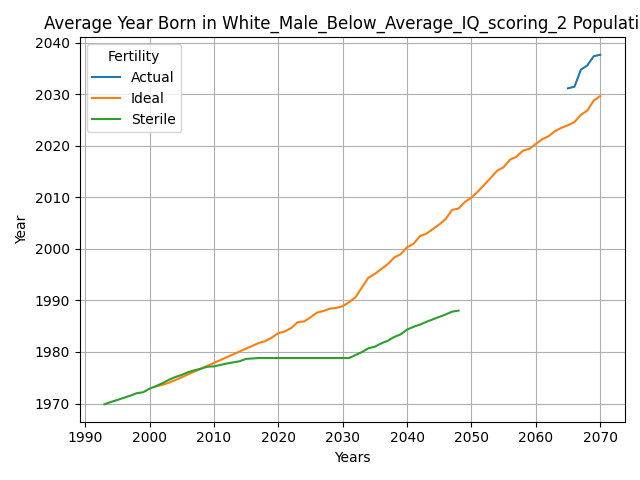 Average Year Born in White_Male_Below_Average_IQ_scoring_2 Populati
2040
2030
2020
2010
2000
1990
1980
1970
Year
Fertility
Actual
Ideal
Sterile
1990 2000 2010 2020 2030 2040 2050 2060 2070
Years